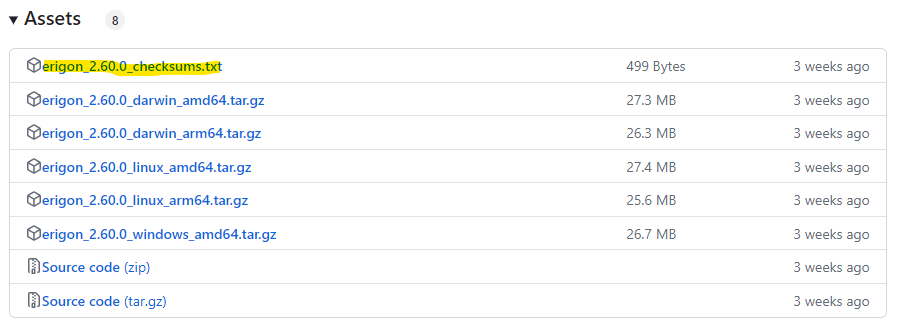 Assets 8
erigon_2.60.0_checksums.txt 499 Bytes 3 weeks ago
erigon_2.60.0_darwin_amd64.tar.gz 27.3 MB 3 weeks ago
erigon_2.60.0_darwin_arm64.tar.gz 26.3 MB 3 weeks ago
erigon_2.60.0_linux_amd64.tar.gz 27.4 MB 3 weeks ago
erigon_2.60.0_linux_arm64.tar.gz 25.6 MB 3 weeks ago
erigon_2.60.0_windows_amd64.tar.gz 26.7 MB 3 weeks ago
Source code (zip) 3 weeks ago
Source code (tar.gz) 3 weeks ago